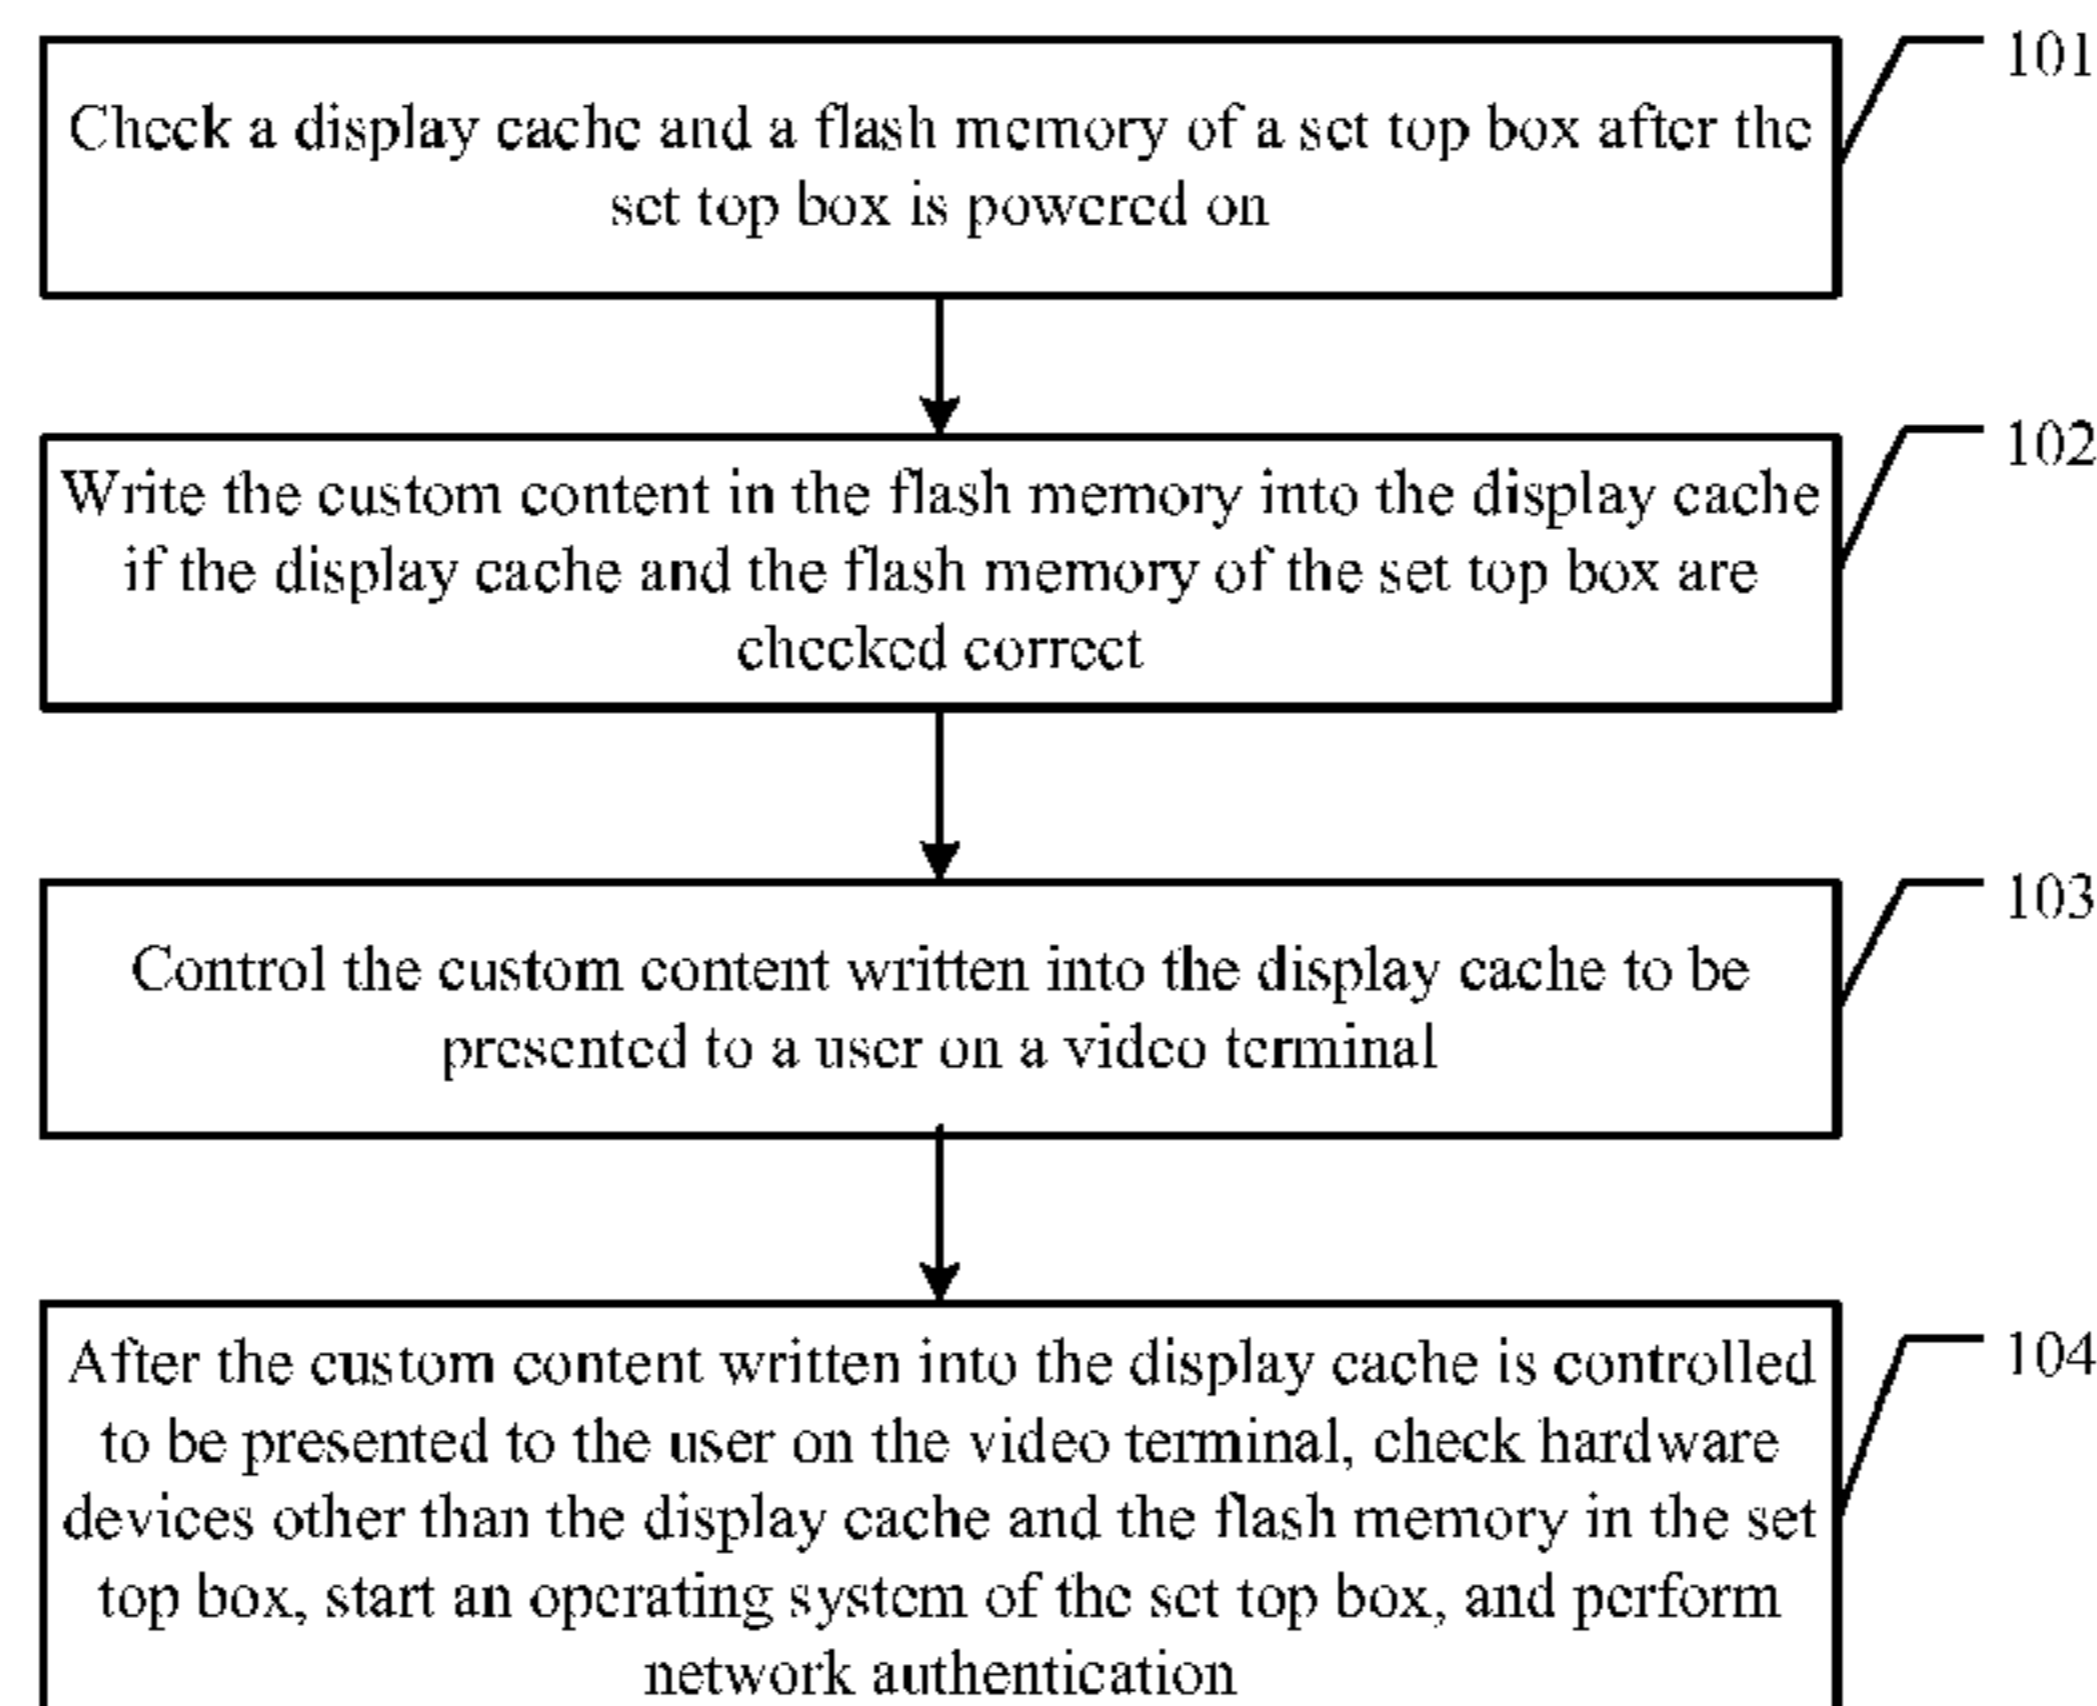 101
Check a display cache and a flash memory of a set top box after the
set top box is powered on
102
Write the custom content in the flash memory into the display cache
if the display cache and the flash memory of the set top box are
checked correct
103
Control the custom content written into the display cache to be
presented to a user on a video terminal
104
After the custom content written into the display cache is controlled
to be presented to the user on the video terminal, check hardware
devices other than the display cache and the flash memory in the set
top box, start an operating system of the set top box, and perform
network authentication